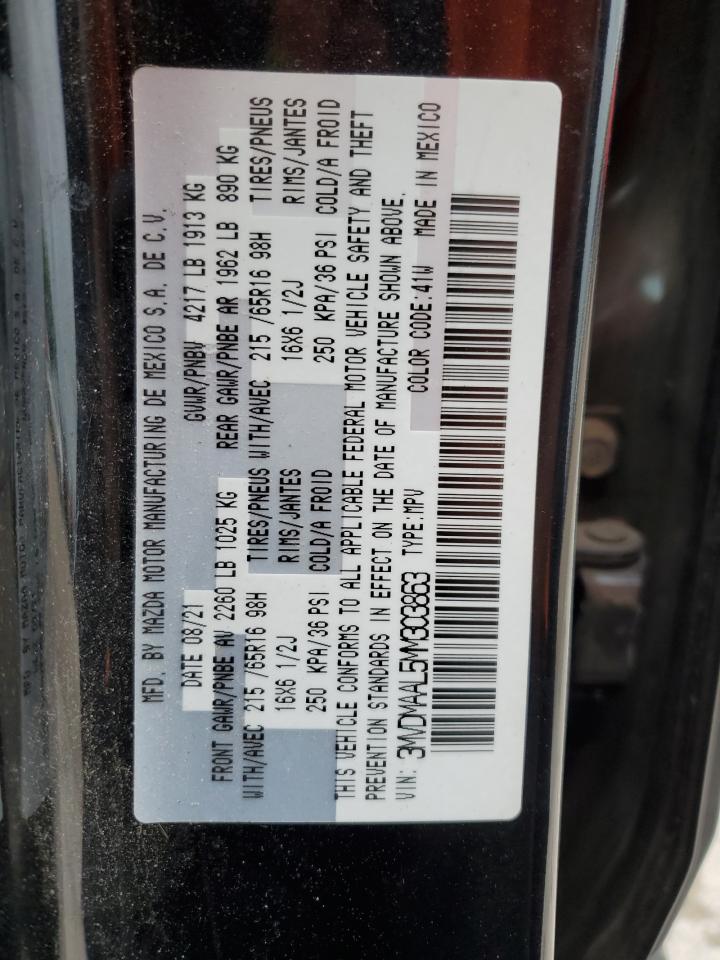 MFD. BY MAZDA MOTOR MANUFACTURING DE MEXICO S.A. DE C.V.
DATE 08/21 GVWR/PNBV 4217 LB 1913 KG
FRONT GAWR/PNBE AV 2260 LB 1025 KG REAR GAWR/PNBE AR 1962 LB 890 KG
WITH/AVEC 215 /65R16 98H TIRES/PNEUS WITH/AVEC 215 /65R16 98H TIRES/PNEUS
16X6 1/2J RIMS/JANTES 16X6 1/2J RIMS/JANTES
250 KPA/36 PSI COLD/A FROID 250 KPA/36 PSI COLD/A FROID
THIS VEHICLE CONFORMS TO ALL APPLICABLE FEDERAL MOTOR VEHICLE SAFETY AND THEFT
PREVENTION STANDARDS IN EFFECT ON THE DATE OF MANUFACTURE SHOWN ABOVE.
VIN: 3MVDMAAL5MM303863 TYPE:MPV COLOR CODE:41W MADE IN MEXICO